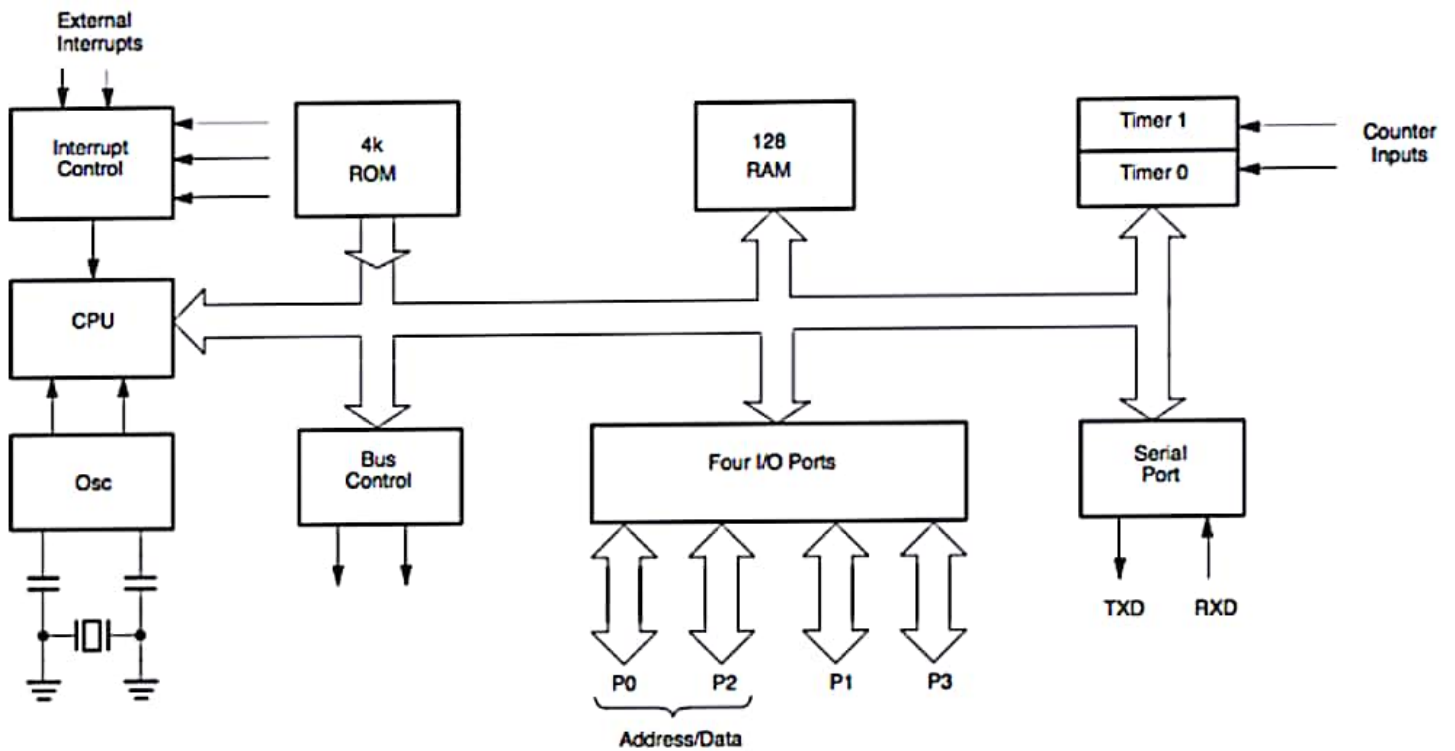 External
Interrupts
Interrupt
Control
4k
ROM
128
RAM
Timer 1
Timer 0
Counter
Inputs
CPU
Osc
Bus
Control
Four I/O Ports
Serial
Port
TXD
RXD
P0
P2
P1
P3
Address/Data